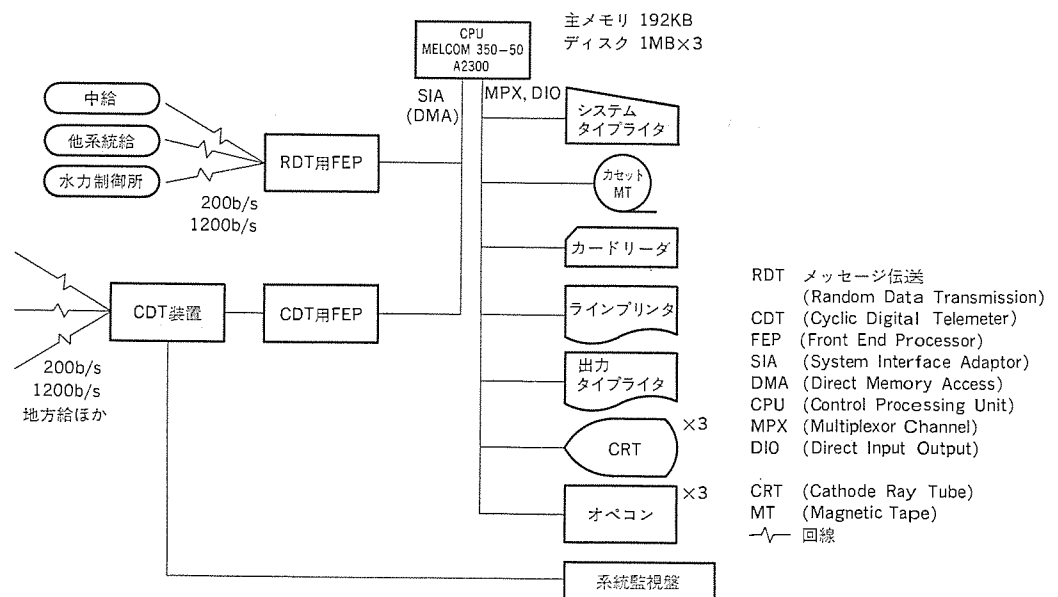 主メモリ 192KB
ディスク 1MB×3
CPU
MELCOM 350-50
A2300
SIA
(DMA)
MPX, DIO
中給
他系統給
水力制御所
200b/s
1200b/s
RDT用FEP
CDT装置
CDT用FEP
200b/s
1200b/s
地方給ほか
システム
タイプライタ
カセット
MT
カードリーダ
ラインプリンタ
出力
タイプライタ
CRT
×3
オペコン
×3
系統監視盤
RDT メッセージ伝送
(Random Data Transmission)
CDT (Cyclic Digital Telemeter)
FEP (Front End Processor)
SIA (System Interface Adaptor)
DMA (Direct Memory Access)
CPU (Control Processing Unit)
MPX (Multiplexor Channel)
DIO (Direct Input Output)
CRT (Cathode Ray Tube)
MT (Magnetic Tape)
回線